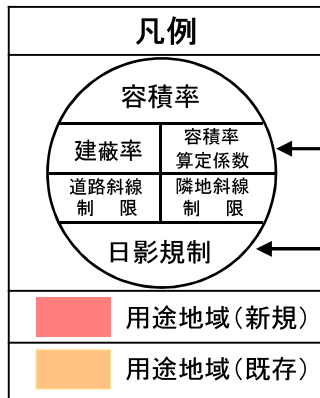 凡例
容積率
建蔽率
容積率
算定係数
道路斜線
制　限
隣地斜線
制　限
日影規制
用途地域(新規)
用途地域(既存)